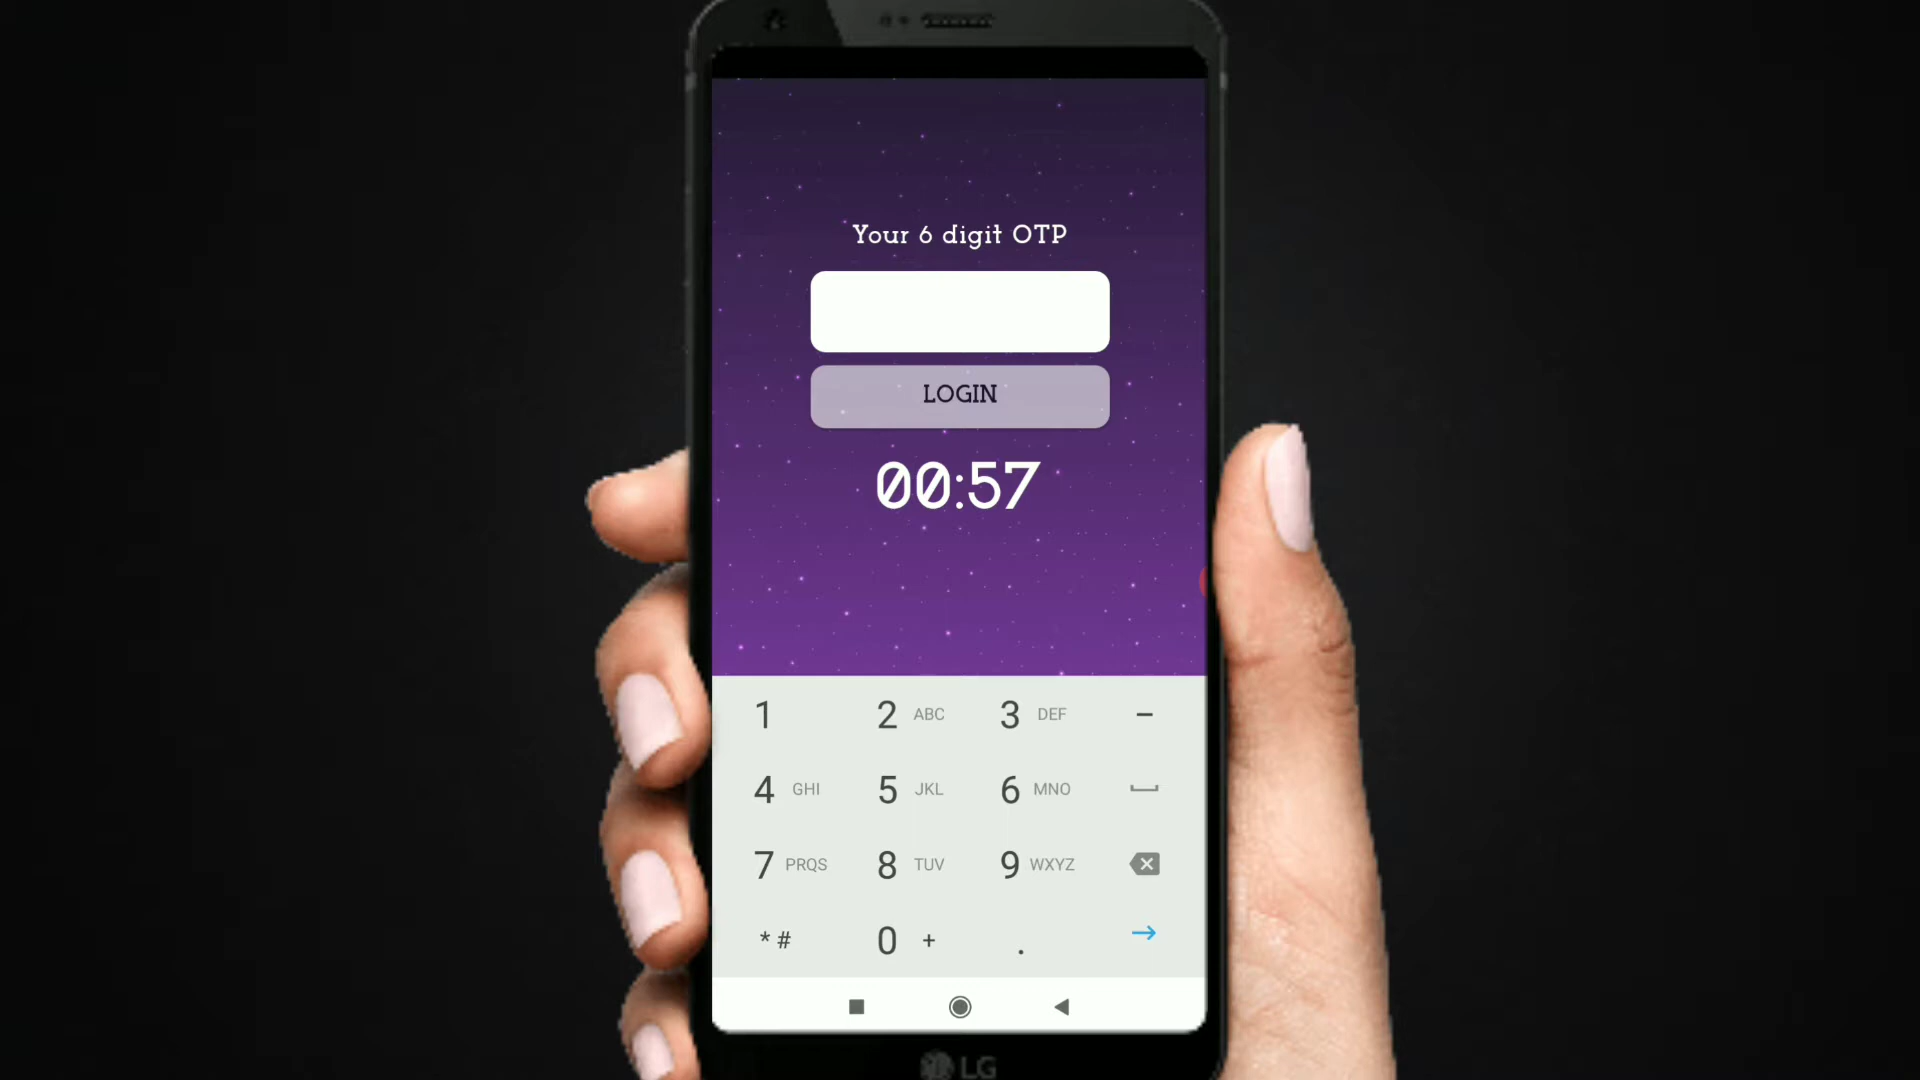 Your 6 digit OTP
LOGIN
00:57
1 2 ABC 3 DEF –
4 GHI 5 JKL 6 MNO
7 PRQS 8 TUV 9 WXYZ
* # 0 + .
LG